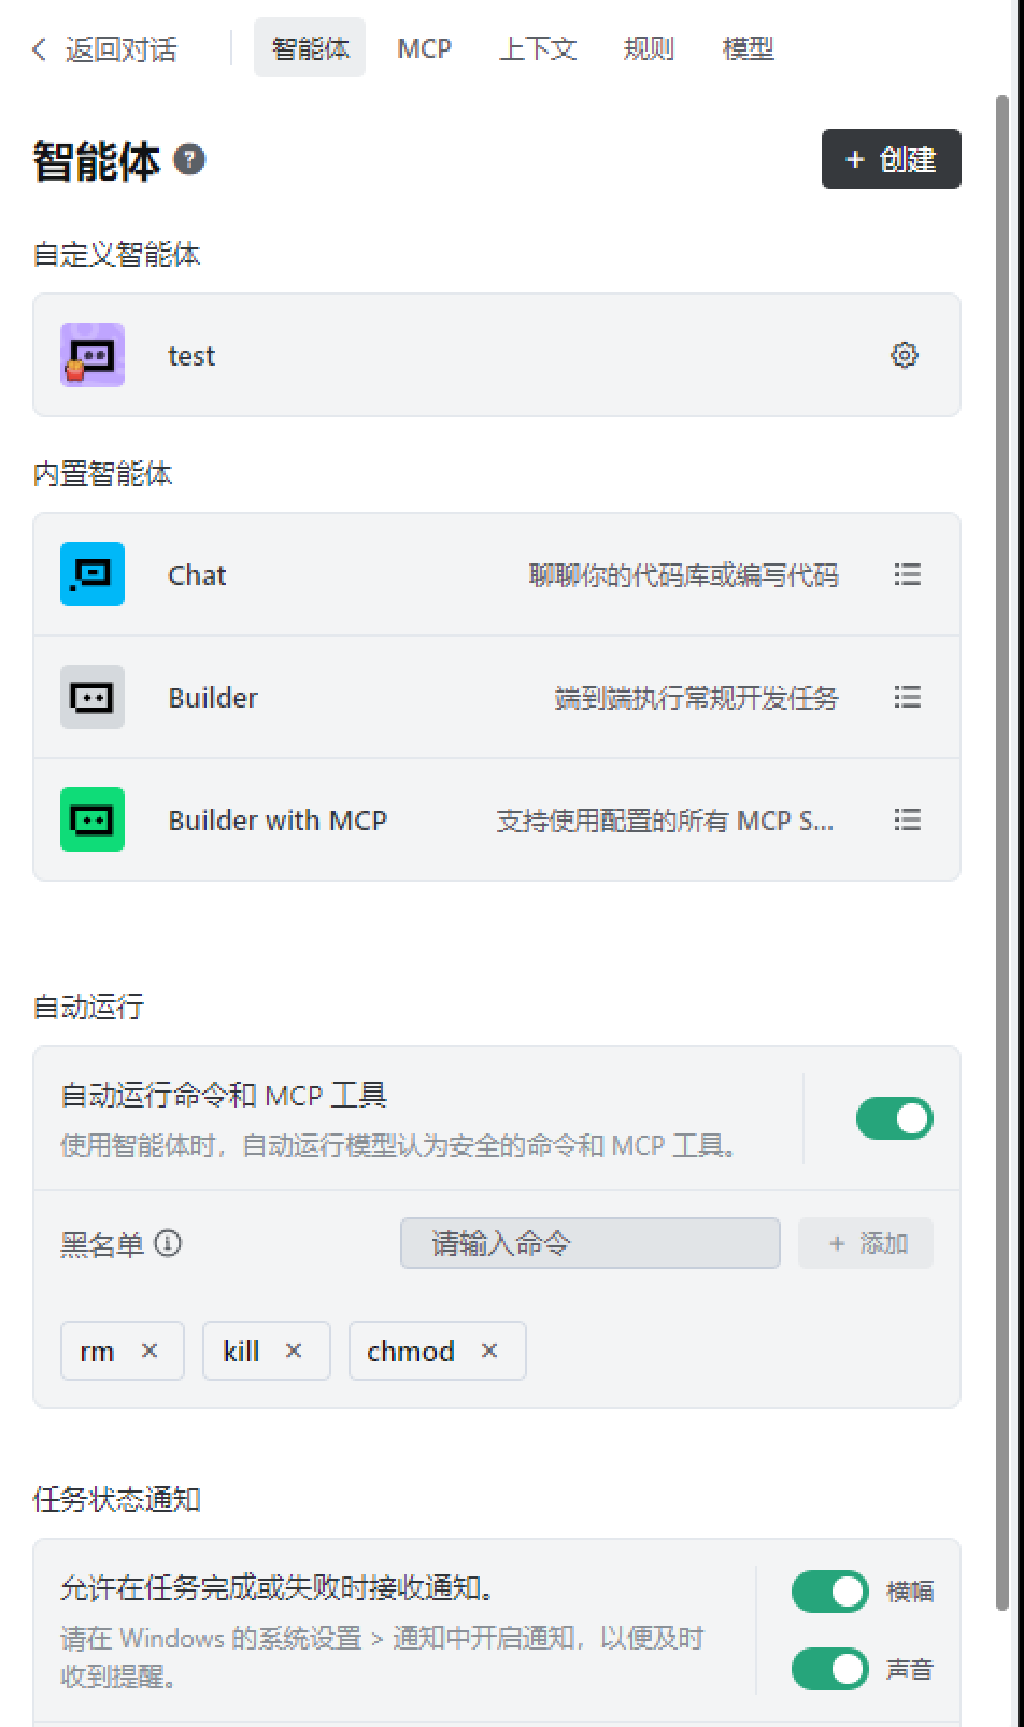 返回对话 智能体 MCP 上下文 规则 模型
智能体 ?
+ 创建
自定义智能体
test
内置智能体
Chat 聊聊你的代码库或编写代码
Builder 端到端执行常规开发任务
Builder with MCP 支持使用配置的所有 MCP S...
自动运行
自动运行命令和 MCP 工具
使用智能体时，自动运行模型认为安全的命令和 MCP 工具。
黑名单 请输入命令 + 添加
rm × kill × chmod ×
任务状态通知
允许在任务完成或失败时接收通知。
横幅
请在 Windows 的系统设置 > 通知中开启通知，以便及时
收到提醒。
声音